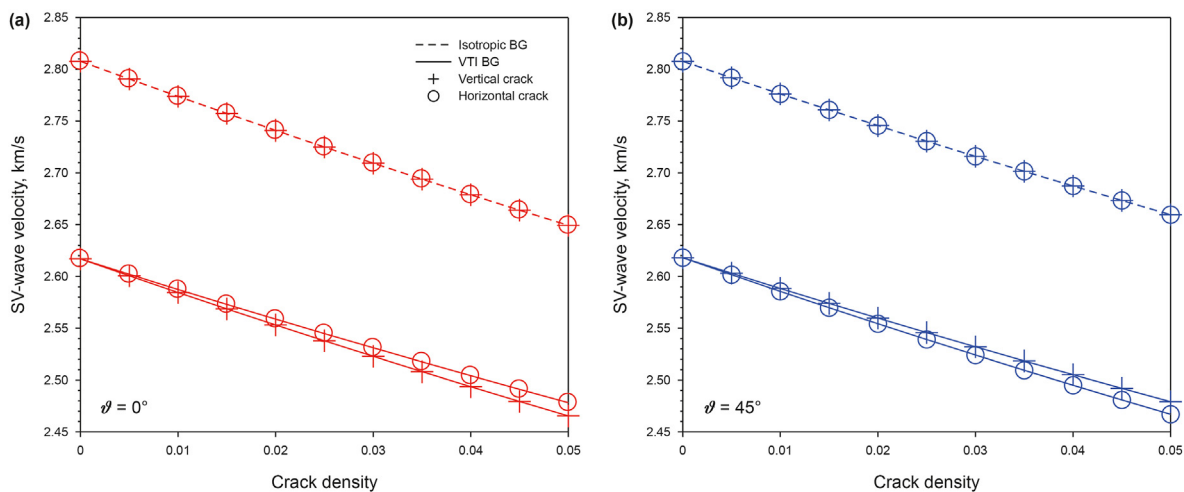 (a)
2.85
2.80
2.75
2.70
2.65
2.60
2.55
2.50
2.45
SV-wave velocity, km/s
Isotropic BG
VTI BG
Vertical crack
Horizontal crack
𝝑 = 0°
0 0.01 0.02 0.03 0.04 0.05
Crack density
(b)
2.85
2.80
2.75
2.70
2.65
2.60
2.55
2.50
2.45
SV-wave velocity, km/s
𝝑 = 45°
0 0.01 0.02 0.03 0.04 0.05
Crack density